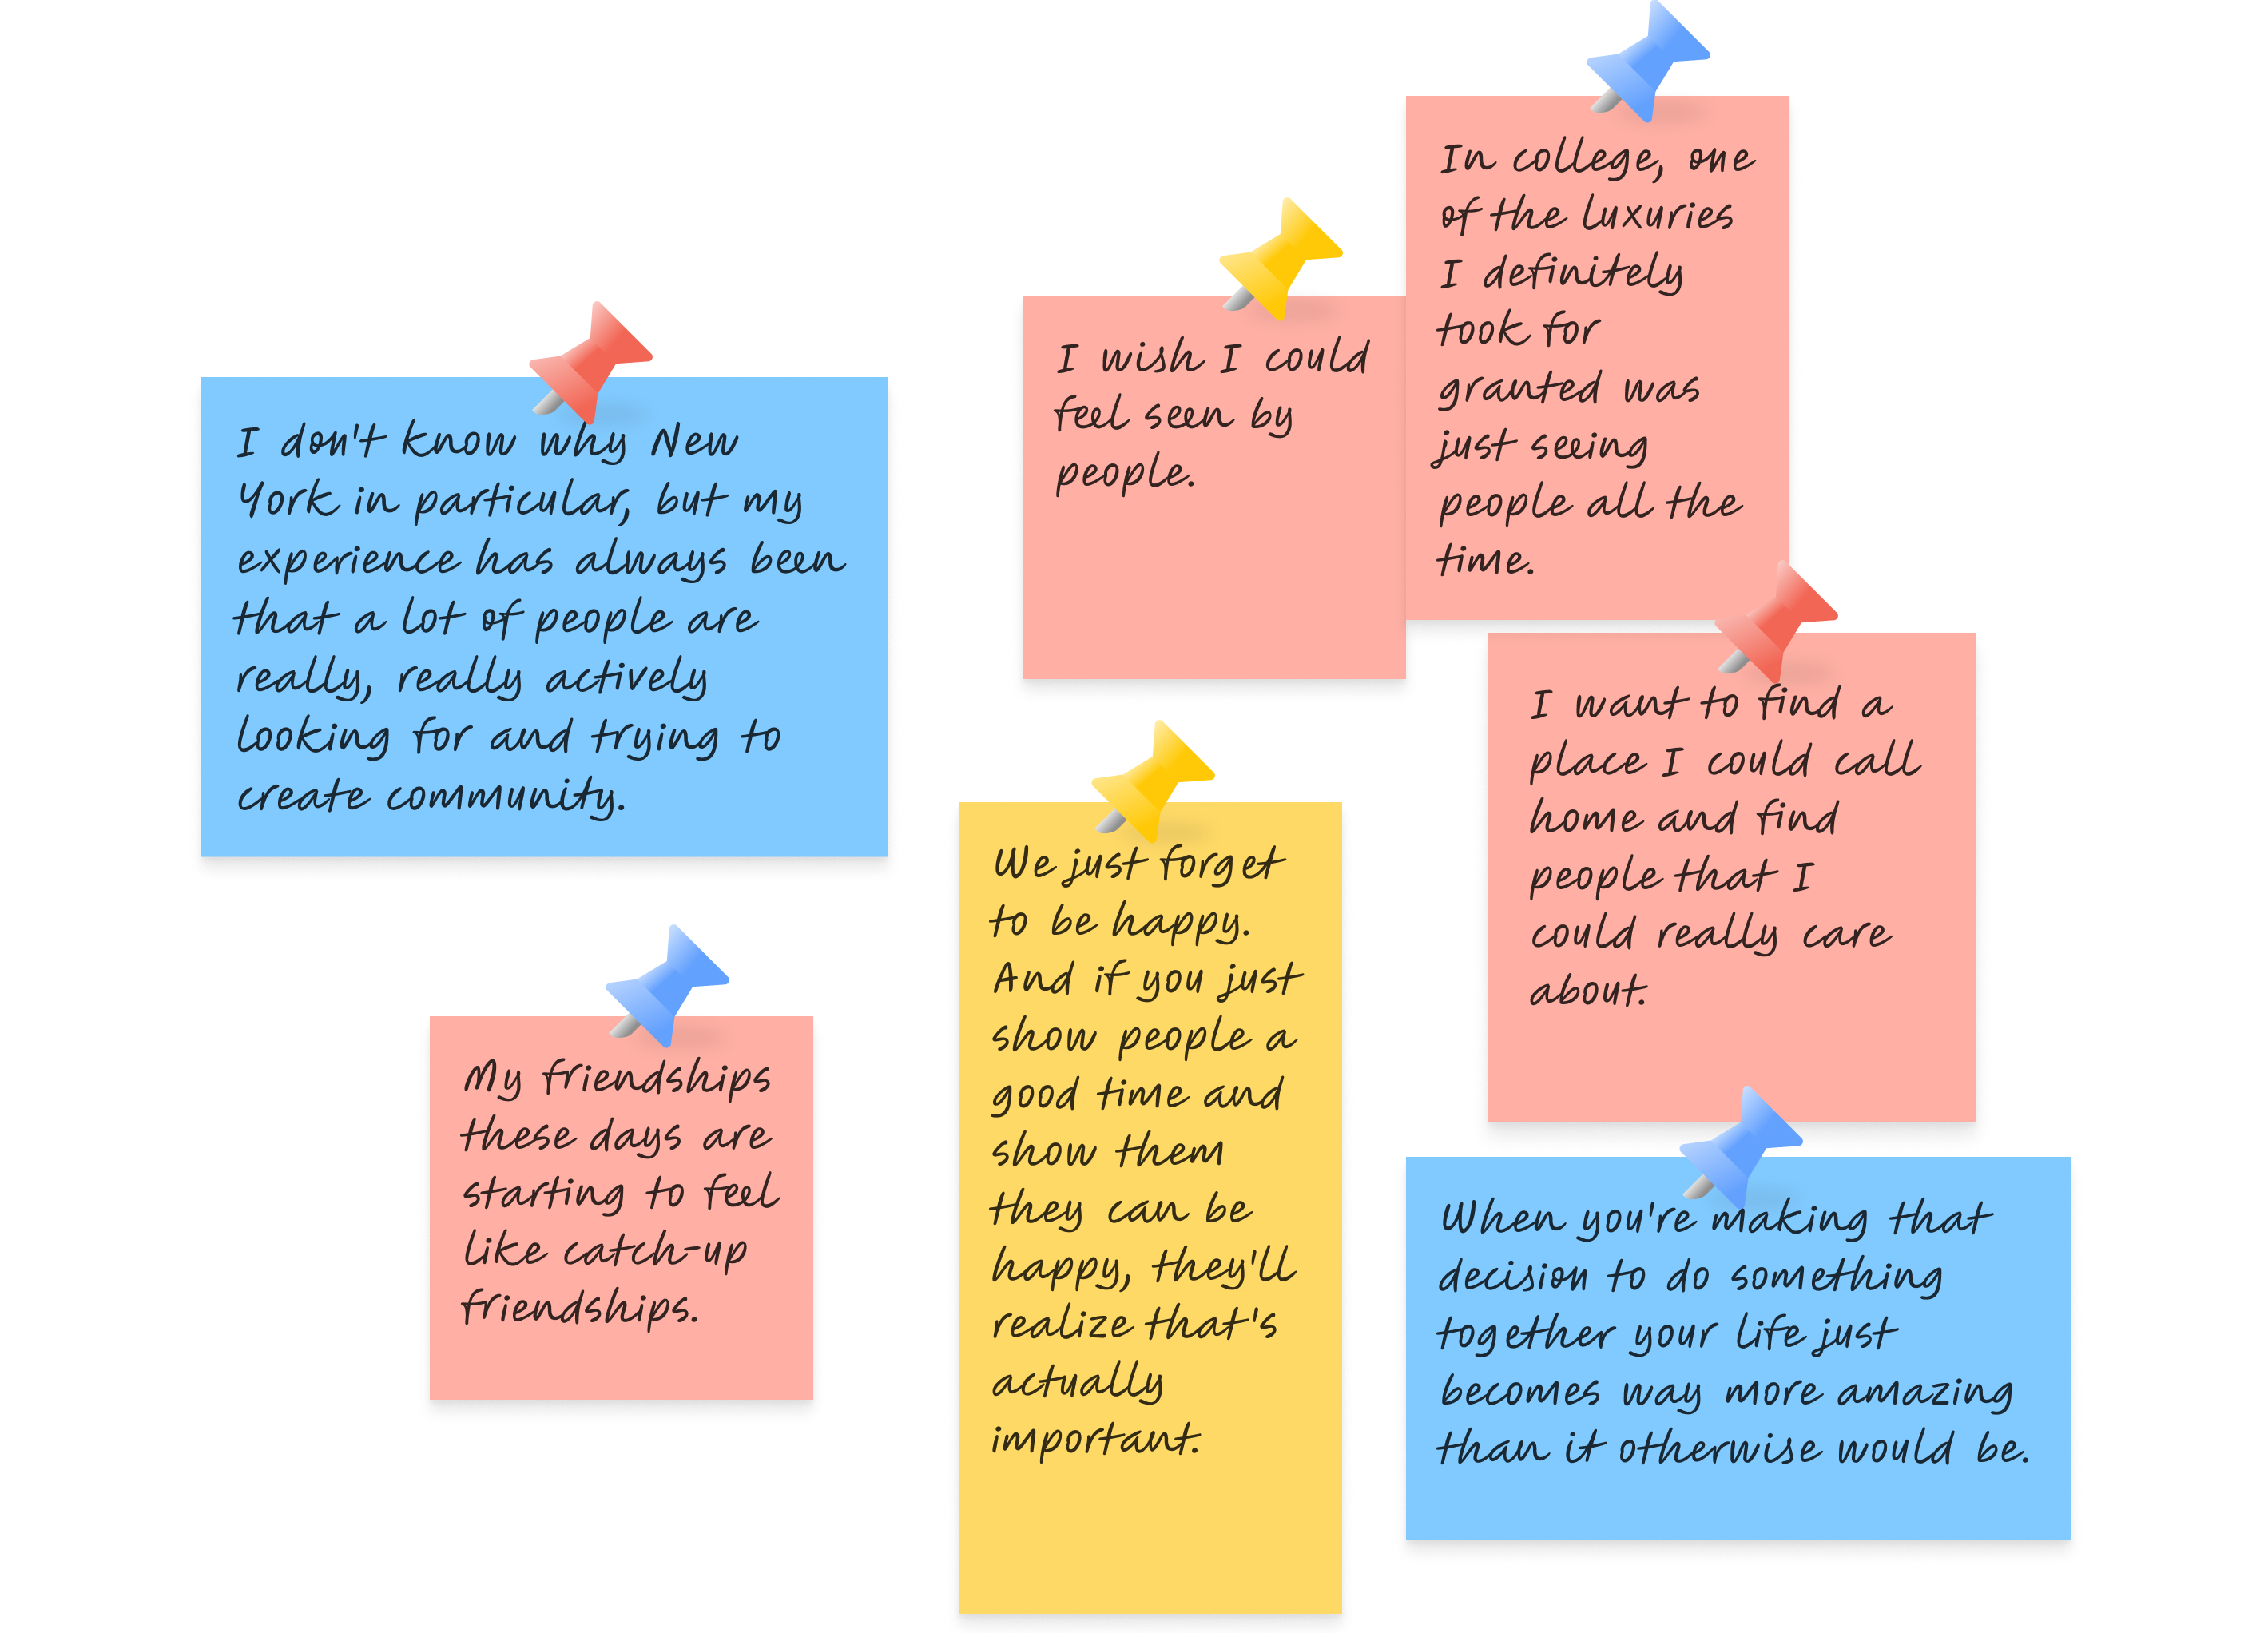 I don't know why New
York in particular, but my
experience has always been
that a lot of people are
really, really actively
looking for and trying to
create community.
My friendships
these days are
starting to feel
like catch-up
friendships.
I wish I could
feel seen by
people.
We just forget
to be happy.
And if you just
show people a
good time and
show them
they can be
happy, they'll
realize that's
actually
important.
In college, one
of the luxuries
I definitely
took for
granted was
just seeing
people all the
time.
I want to find a
place I could call
home and find
people that I
could really care
about.
When you're making that
decision to do something
together your life just
becomes way more amazing
than it otherwise would be.